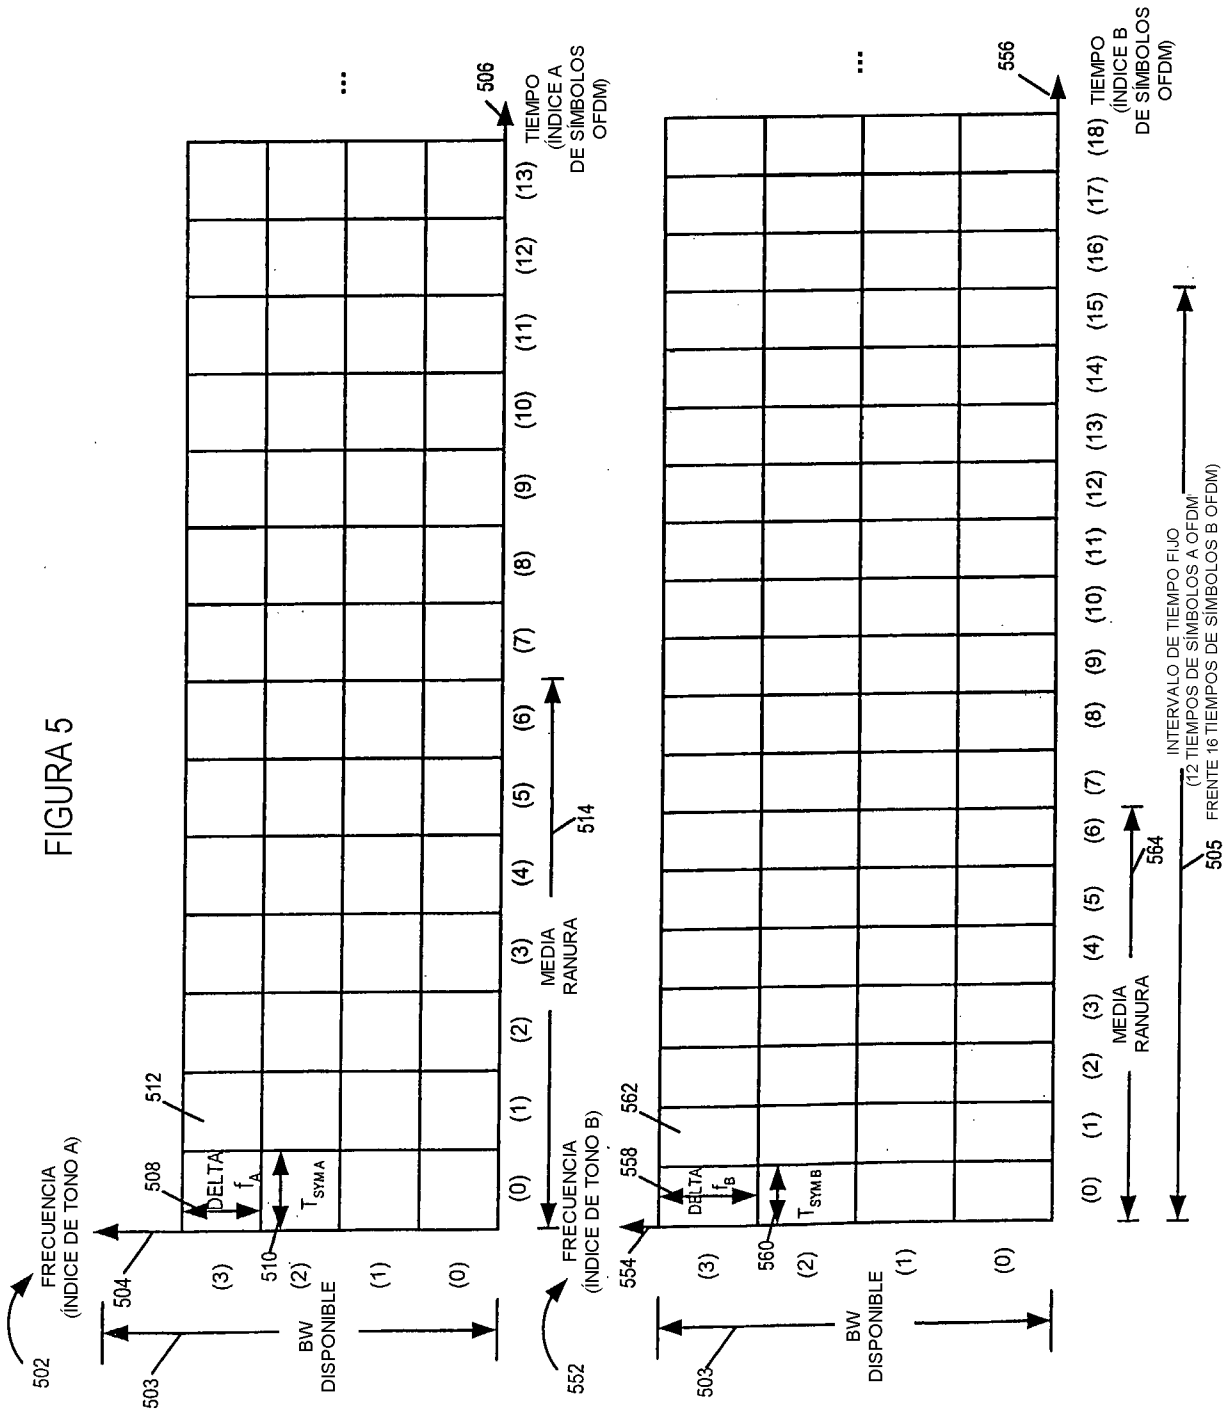 FIGURA 5
502
FRECUENCIA
(ÍNDICE DE TONO A)
504
503
BW
DISPONIBLE
(3)
(2)
(1)
(0)
508
DELTA
f_A
510
T_SYM A
512
...
506
(0) (1) (2) (3) (4) (5) (6) (7) (8) (9) (10) (11) (12) (13)
TIEMPO
(ÍNDICE A
DE SÍMBOLOS
OFDM)
MEDIA
RANURA
514
552
FRECUENCIA
(ÍNDICE DE TONO B)
554
503
BW
DISPONIBLE
(3)
(2)
(1)
(0)
558
DELTA
f_B
560
T_SYM B
562
...
556
(0) (1) (2) (3) (4) (5) (6) (7) (8) (9) (10) (11) (12) (13) (14) (15) (16) (17) (18)
TIEMPO
(ÍNDICE B
DE SÍMBOLOS
OFDM)
MEDIA
RANURA
564
INTERVALO DE TIEMPO FIJO
(12 TIEMPOS DE SÍMBOLOS A OFDM
FRENTE 16 TIEMPOS DE SÍMBOLOS B OFDM)
505